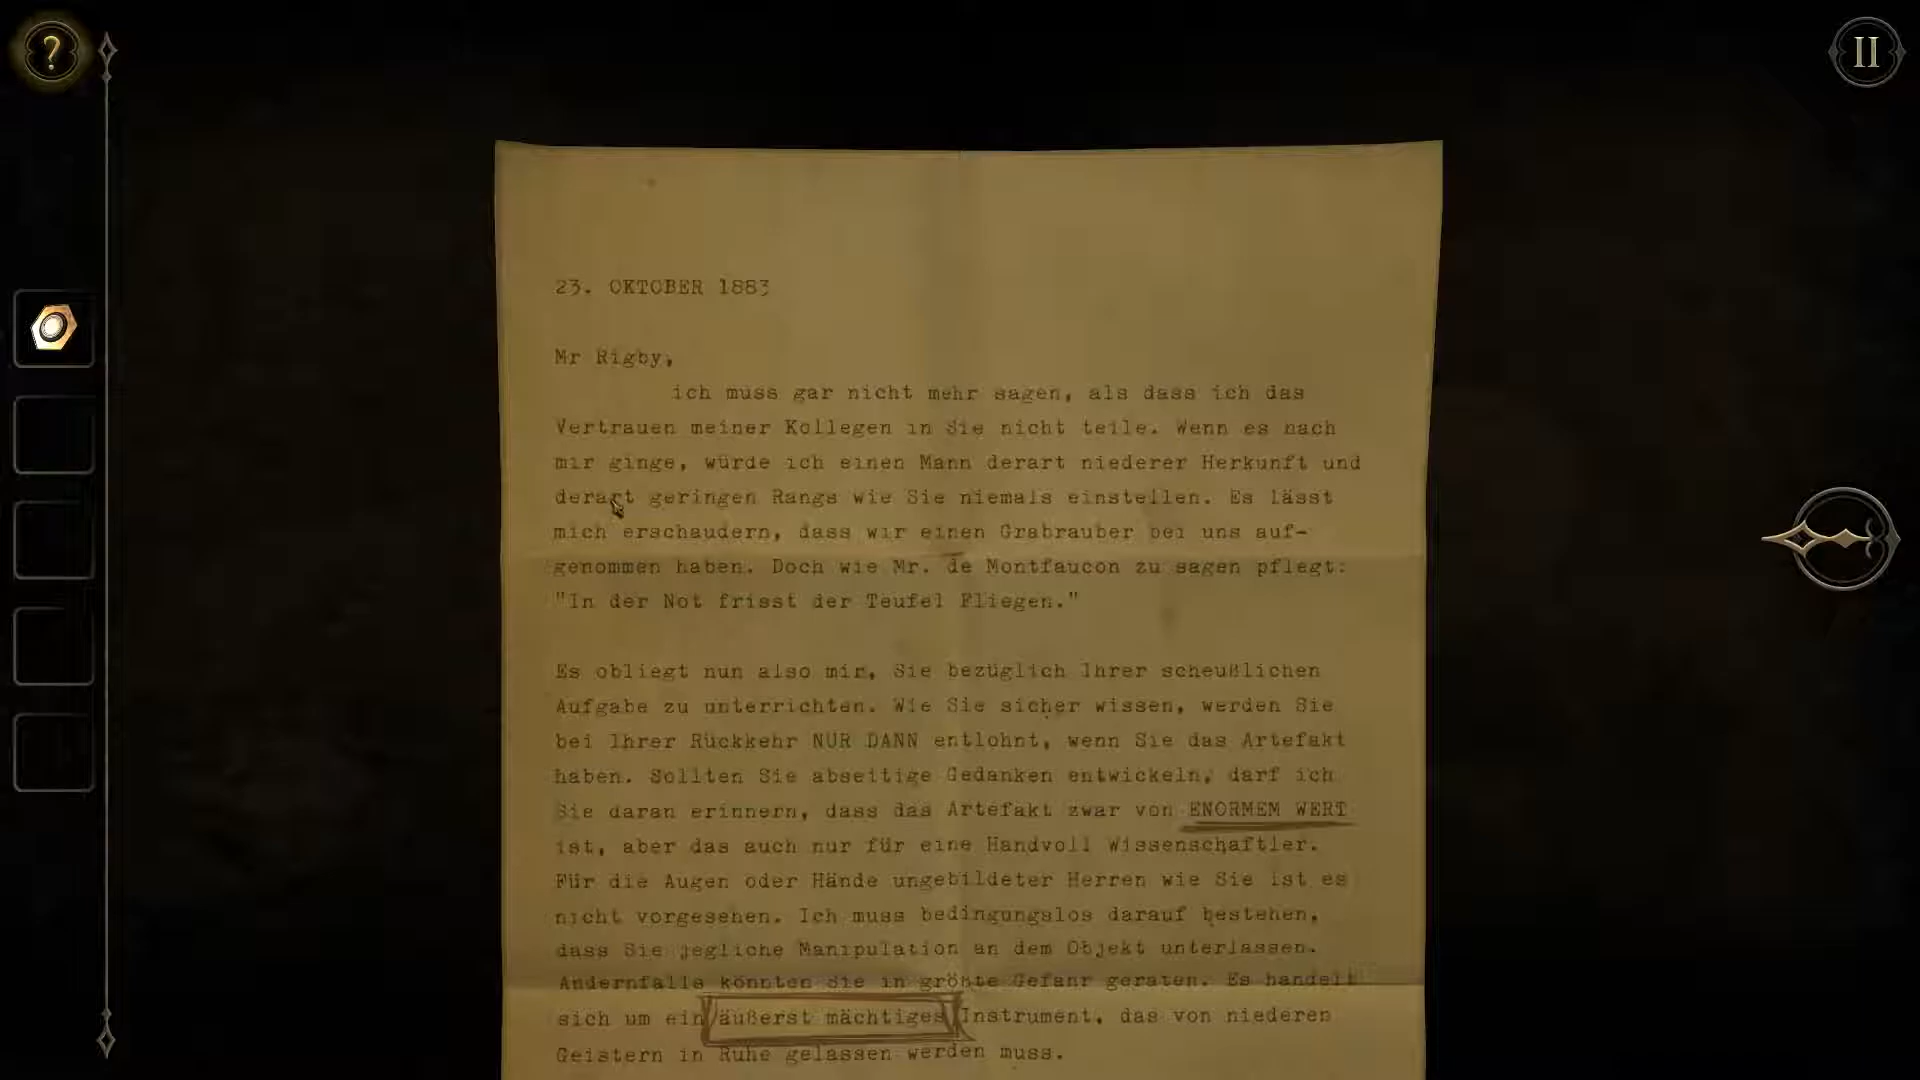 23. OKTOBER 1883
Mr Rigby,
ich muss gar nicht mehr sagen, als dass ich das
Vertrauen meiner Kollegen in Sie nicht teile. Wenn es nach
mir ginge, würde ich einen Mann derart niederer Herkunft und
derart geringen Rangs wie Sie niemals einstellen. Es lässt
mich erschaudern, dass wir einen Grabrauber bei uns auf-
genommen haben. Doch wie Mr. de Montfaucon zu sagen pflegt:
"In der Not frisst der Teufel Fliegen."
Es obliegt nun also mir, Sie bezüglich Ihrer scheußlichen
Aufgabe zu unterrichten. Wie Sie sicher wissen, werden Sie
bei Ihrer Rückkehr NUR DANN entlohnt, wenn Sie das Artefakt
haben. Sollten Sie abseitige Gedanken entwickeln, darf ich
Sie daran erinnern, dass das Artefakt zwar von ENORMEM WERT
ist, aber das auch nur für eine Handvoll Wissenschaftler.
Für die Augen oder Hände ungebildeter Herren wie Sie ist es
nicht vorgesehen. Ich muss bedingungslos darauf bestehen,
dass Sie jegliche Manipulation an dem Objekt unterlassen.
Andernfalls könnten Sie in größte Gefahr geraten. Es handelt
sich um ein äußerst mächtiges Instrument, das von niederen
Geistern in Ruhe gelassen werden muss.